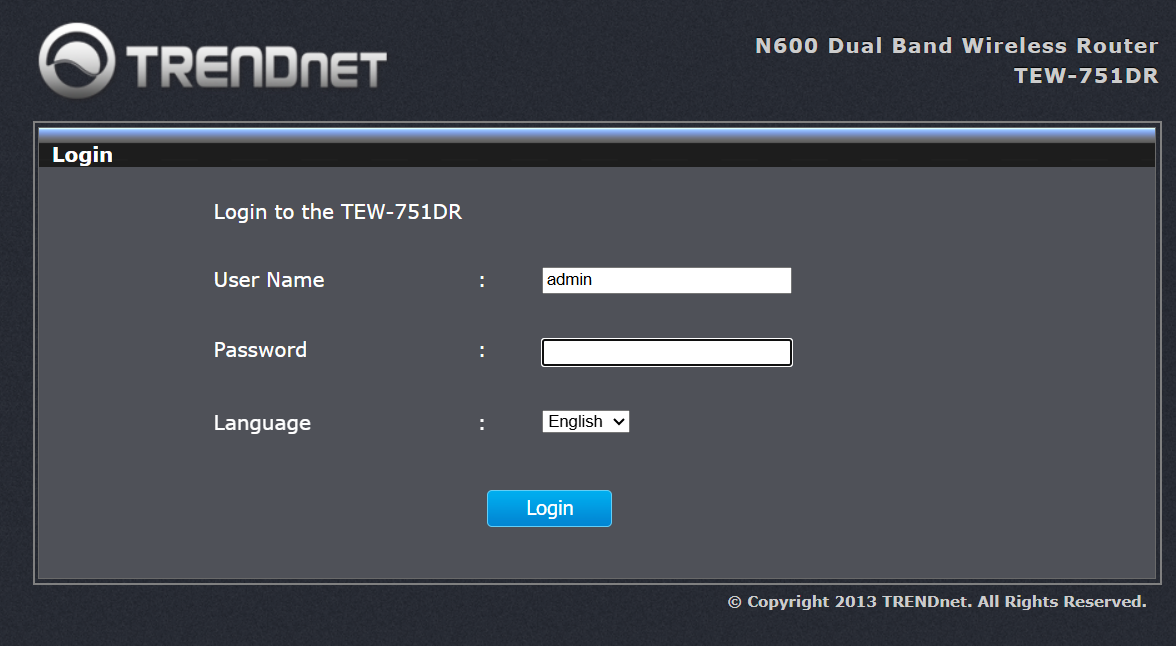 TRENDNET
N600 Dual Band Wireless Router
TEW-751DR
Login
Login to the TEW-751DR
User Name : admin
Password :
Language : English
Login
© Copyright 2013 TRENDnet. All Rights Reserved.